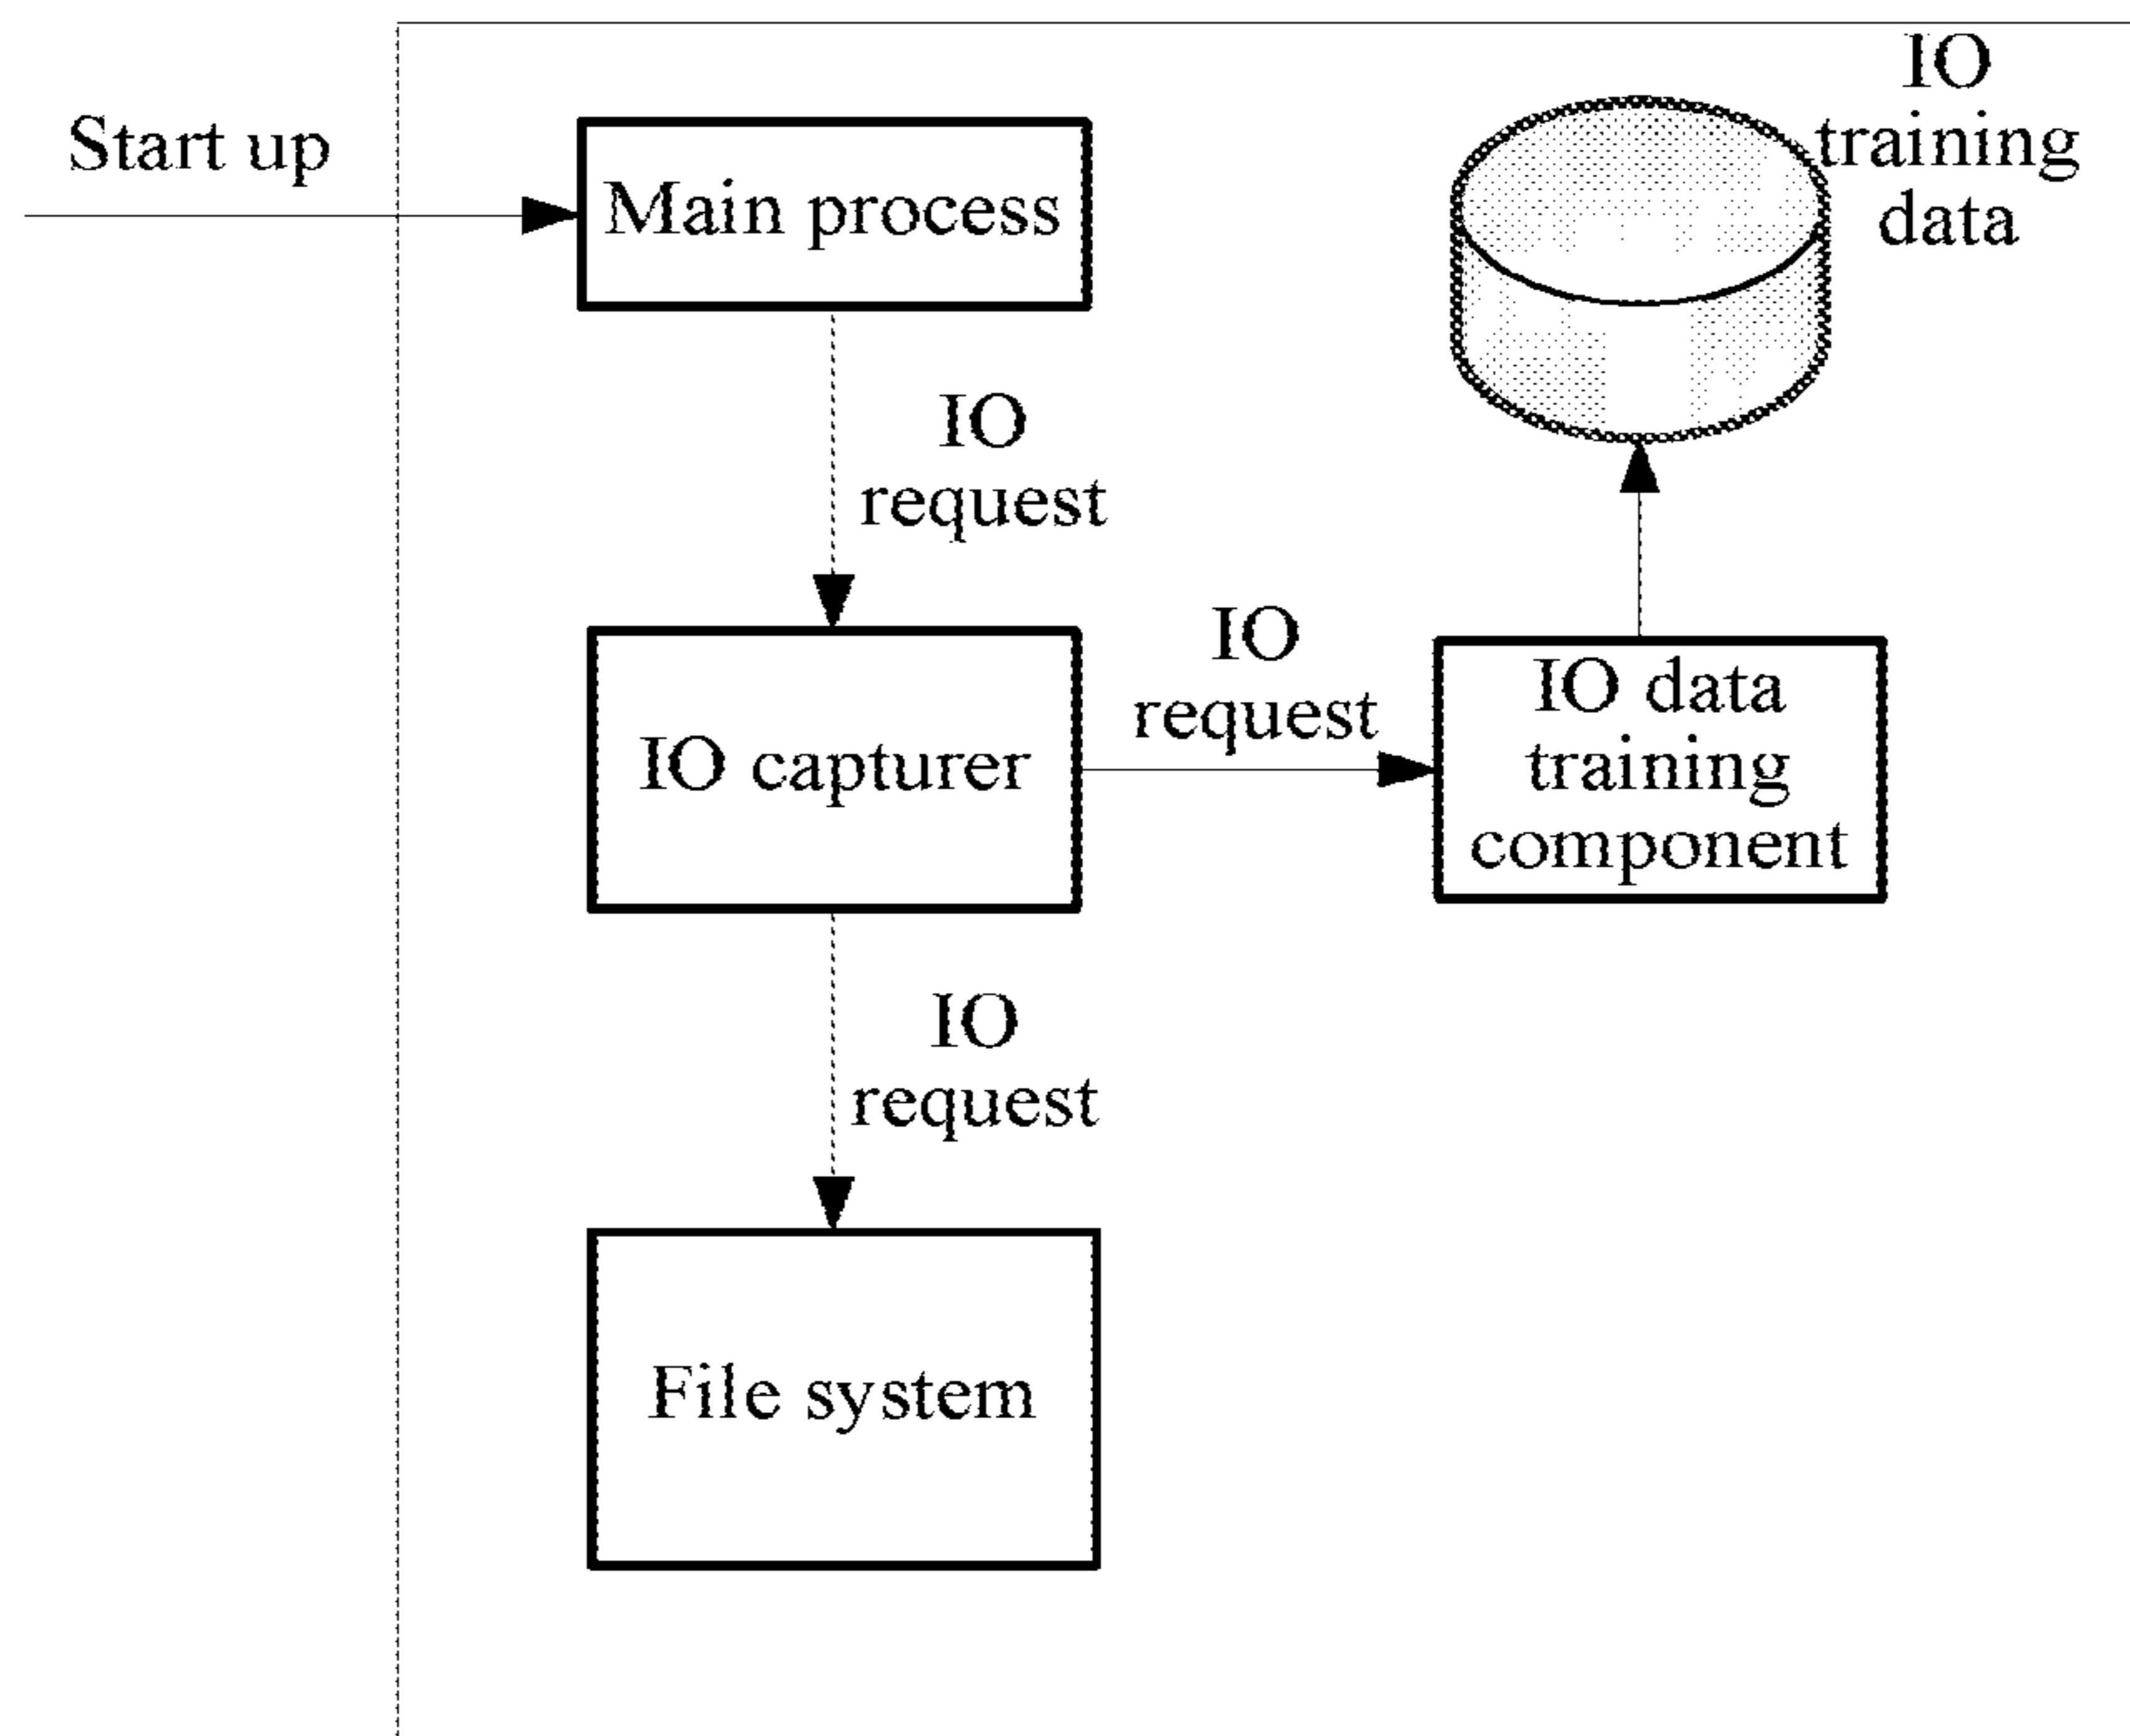 Start up
Main process
IO
training
data
IO
request
IO capturer
IO
request
IO data
training
component
IO
request
File system